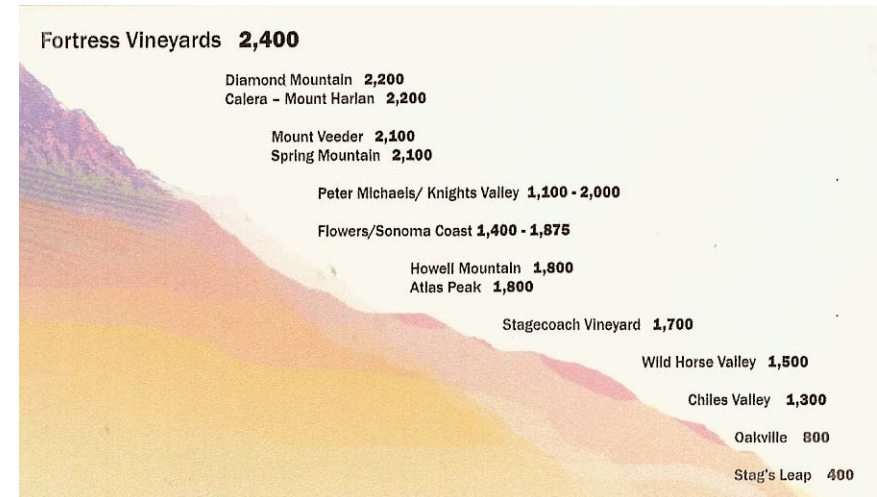 Fortress Vineyards 2,400
Diamond Mountain 2,200
Calera – Mount Harlan 2,200
Mount Veeder 2,100
Spring Mountain 2,100
Peter Michaels/ Knights Valley 1,100 - 2,000
Flowers/Sonoma Coast 1,400 - 1,875
Howell Mountain 1,800
Atlas Peak 1,800
Stagecoach Vineyard 1,700
Wild Horse Valley 1,500
Chiles Valley 1,300
Oakville 800
Stag's Leap 400